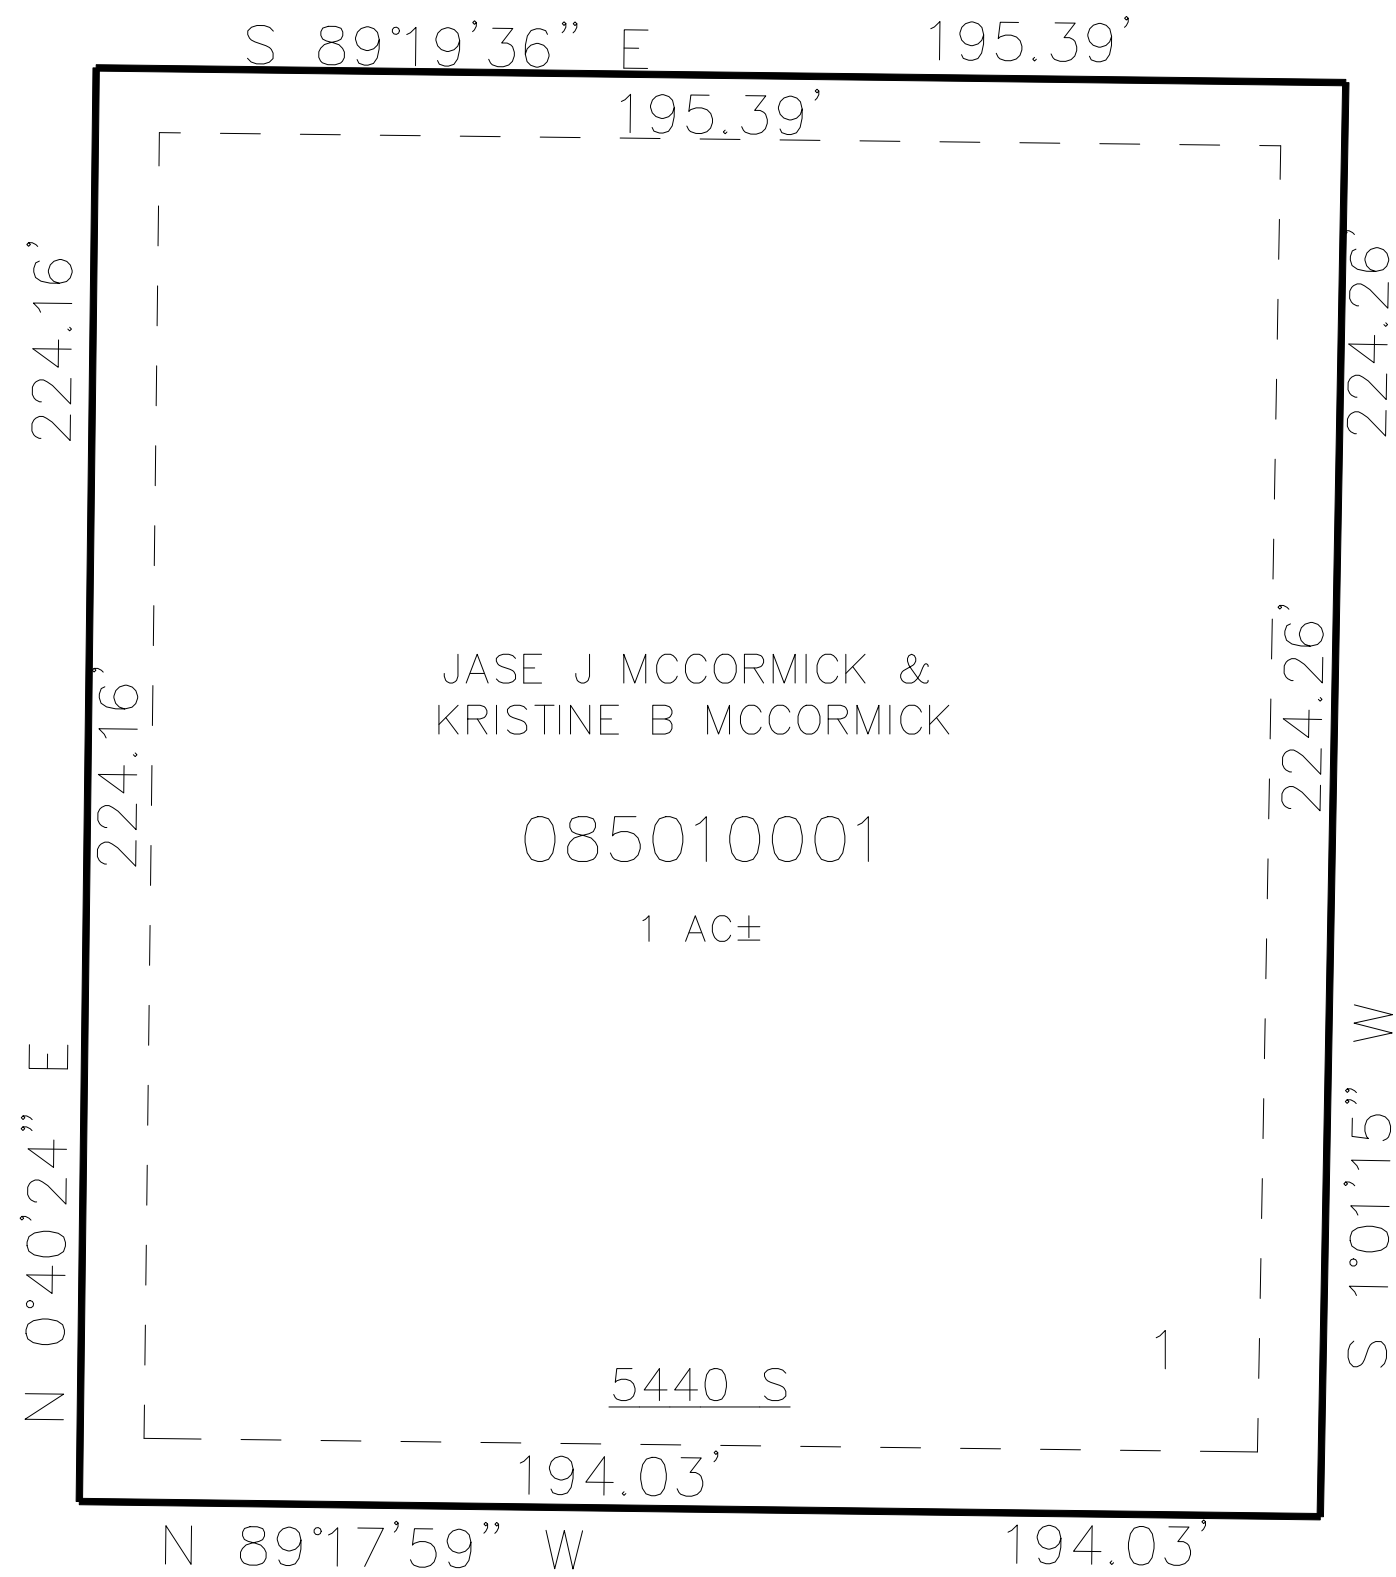 S 89°19'36" E 195.39'
195.39'
224.16'
224.26'
JASE J MCCORMICK &
KRISTINE B MCCORMICK
224.16'
224.26'
085010001
1 AC±
N 0°40'24" E
S 1°01'15" W
1
5440 S
194.03'
N 89°17'59" W 194.03'